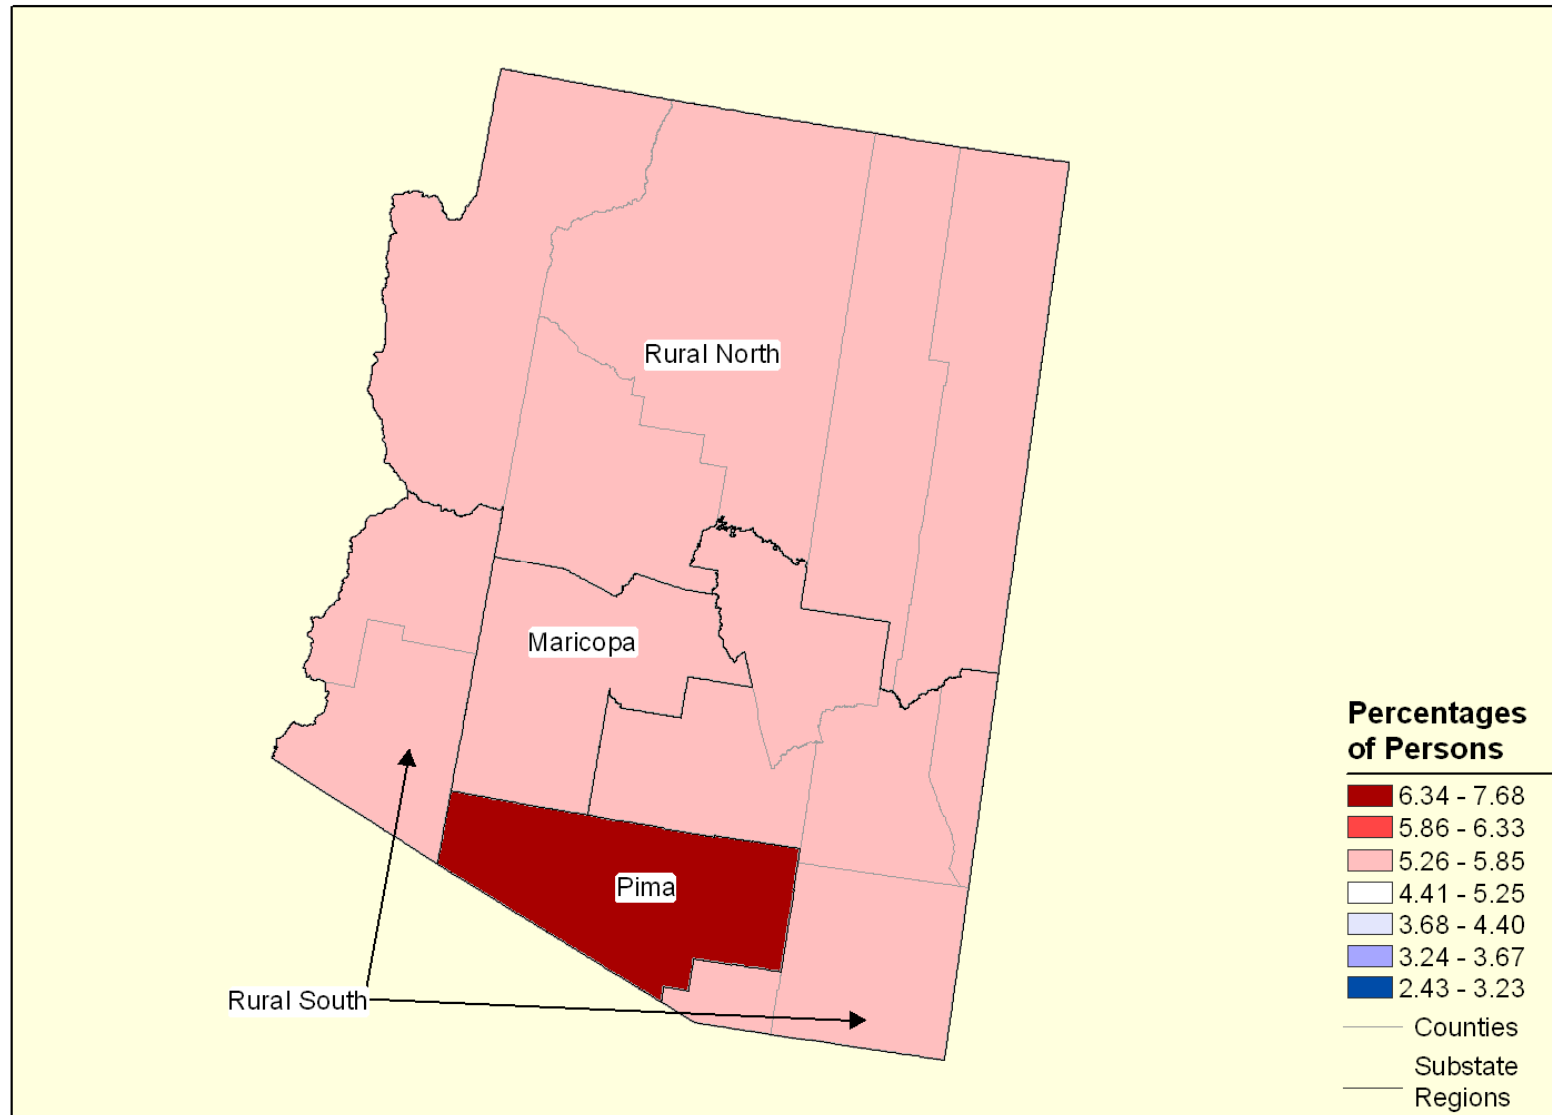 Rural North
Maricopa
Pima
Rural South
Percentages
of Persons
6.34 - 7.68
5.86 - 6.33
5.26 - 5.85
4.41 - 5.25
3.68 - 4.40
3.24 - 3.67
2.43 - 3.23
Counties
Substate
Regions